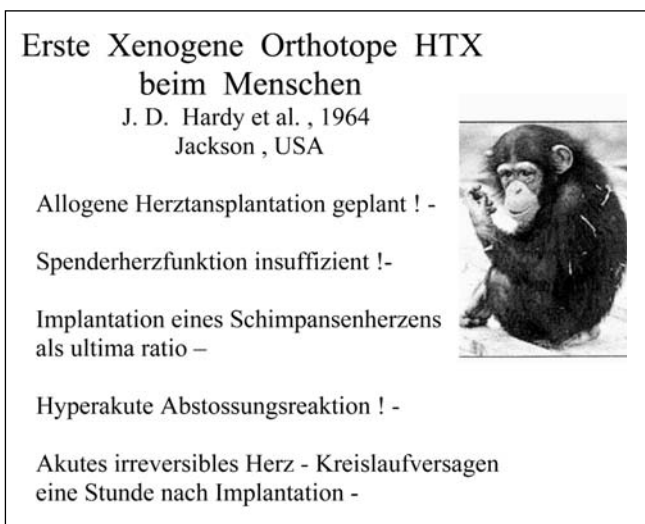 Erste Xenogene Orthotope HTX
beim Menschen
J. D. Hardy et al. , 1964
Jackson , USA
Allogene Herztansplantation geplant ! -
Spenderherzfunktion insuffizient !-
Implantation eines Schimpansenherzens
als ultima ratio –
Hyperakute Abstossungsreaktion ! -
Akutes irreversibles Herz - Kreislaufversagen
eine Stunde nach Implantation -